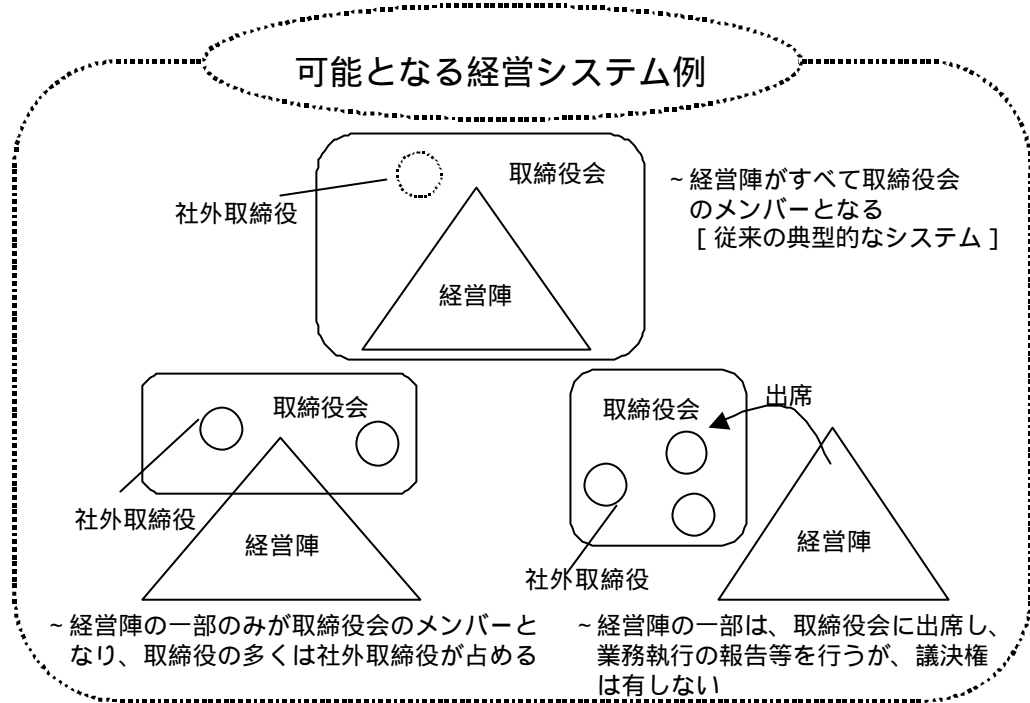 可能となる経営システム例
取締役会
社外取締役
経営陣
~ 経営陣がすべて取締役会
のメンバーとなる
[ 従来の典型的なシステム ]
取締役会
社外取締役
経営陣
~ 経営陣の一部のみが取締役会のメンバーと
なり、取締役の多くは社外取締役が占める
出席
取締役会
社外取締役
経営陣
~ 経営陣の一部は、取締役会に出席し、
業務執行の報告等を行うが、議決権
は有しない